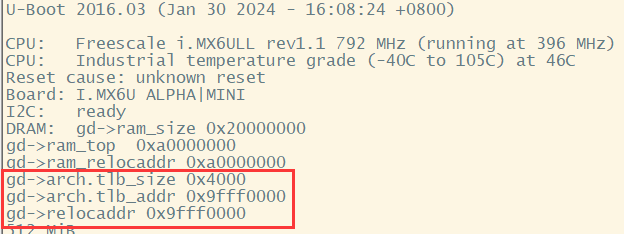 U-Boot 2016.03 (Jan 30 2024 - 16:08:24 +0800)
CPU:   Freescale i.MX6ULL rev1.1 792 MHz (running at 396 MHz)
CPU:   Industrial temperature grade (-40C to 105C) at 46C
Reset cause: unknown reset
Board: I.MX6U ALPHA|MINI
I2C:   ready
DRAM:  gd->ram_size 0x20000000
gd->ram_top  0xa0000000
gd->ram_relocaddr 0xa0000000
gd->arch.tlb_size 0x4000
gd->arch.tlb_addr 0x9fff0000
gd->relocaddr 0x9fff0000
512 MiB